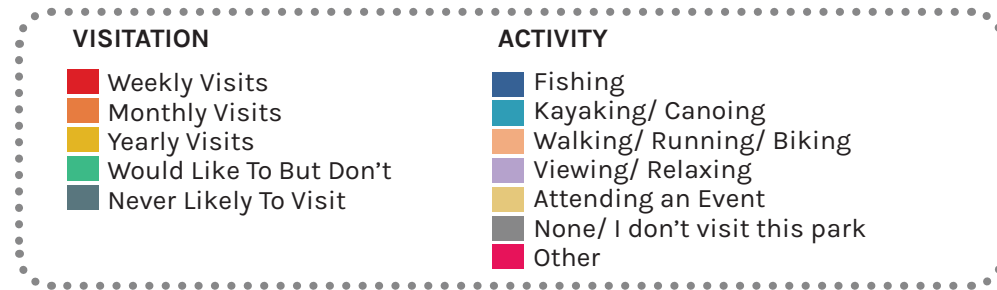 VISITATION
Weekly Visits
Monthly Visits
Yearly Visits
Would Like To But Don't
Never Likely To Visit
ACTIVITY
Fishing
Kayaking/ Canoing
Walking/ Running/ Biking
Viewing/ Relaxing
Attending an Event
None/ I don't visit this park
Other